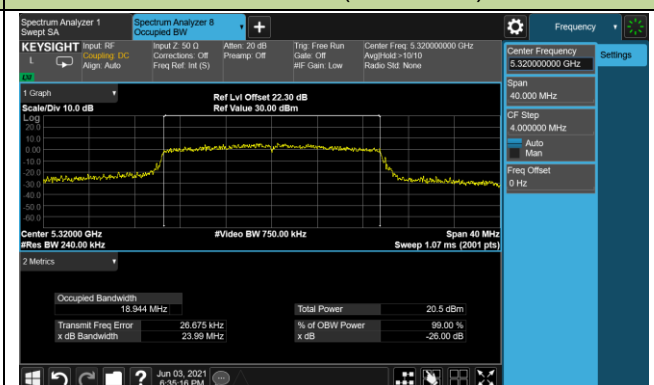 Spectrum Analyzer 1
Swept SA
Spectrum Analyzer 8
Occupied BW
Frequency
KEYSIGHT
L
Input: RF
Coupling: DC
Align: Auto
Input Z: 50 Ω
Corrections: Off
Freq Ref: Int (S)
Atten: 20 dB
Preamp: Off
Trig: Free Run
Gate: Off
#IF Gain: Low
Center Freq: 5.320000000 GHz
Avg|Hold:>10/10
Radio Std: None
Center Frequency
5.320000000 GHz
Settings
Span
40.000 MHz
CF Step
4.000000 MHz
Auto
Man
Freq Offset
0 Hz
1 Graph
Scale/Div 10.0 dB
Ref Lvl Offset 22.30 dB
Ref Value 30.00 dBm
Log
20.0
10.0
0.00
-10.0
-20.0
-30.0
-40.0
-50.0
-60.0
Center 5.32000 GHz
#Video BW 750.00 kHz
Span 40 MHz
#Res BW 240.00 kHz
Sweep 1.07 ms (2001 pts)
2 Metrics
Occupied Bandwidth
18.944 MHz
Total Power 20.5 dBm
Transmit Freq Error 26.675 kHz
% of OBW Power 99.00 %
x dB Bandwidth 23.99 MHz
x dB -26.00 dB
Jun 03, 2021
6:35:16 PM